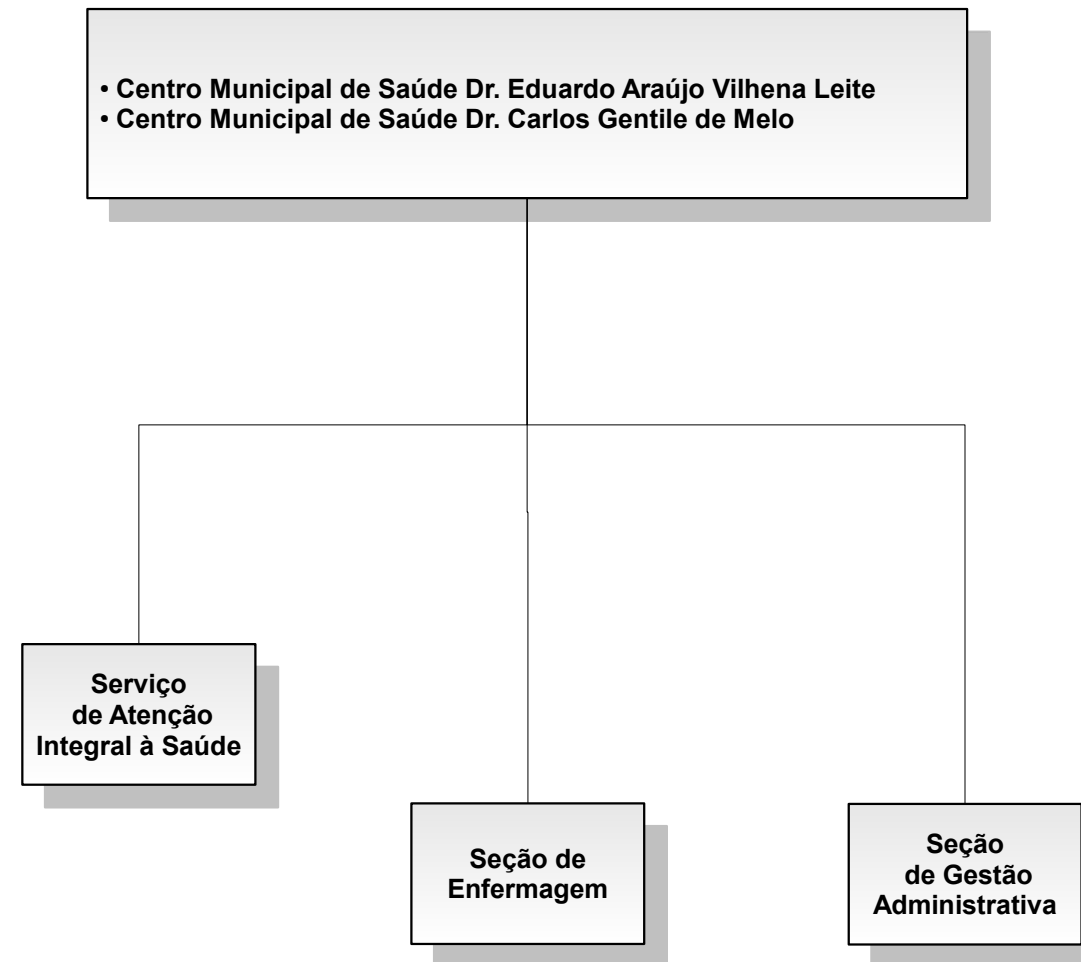 • Centro Municipal de Saúde Dr. Eduardo Araújo Vilhena Leite
• Centro Municipal de Saúde Dr. Carlos Gentile de Melo
Serviço
de Atenção
Integral à Saúde
Seção de
Enfermagem
Seção
de Gestão
Administrativa